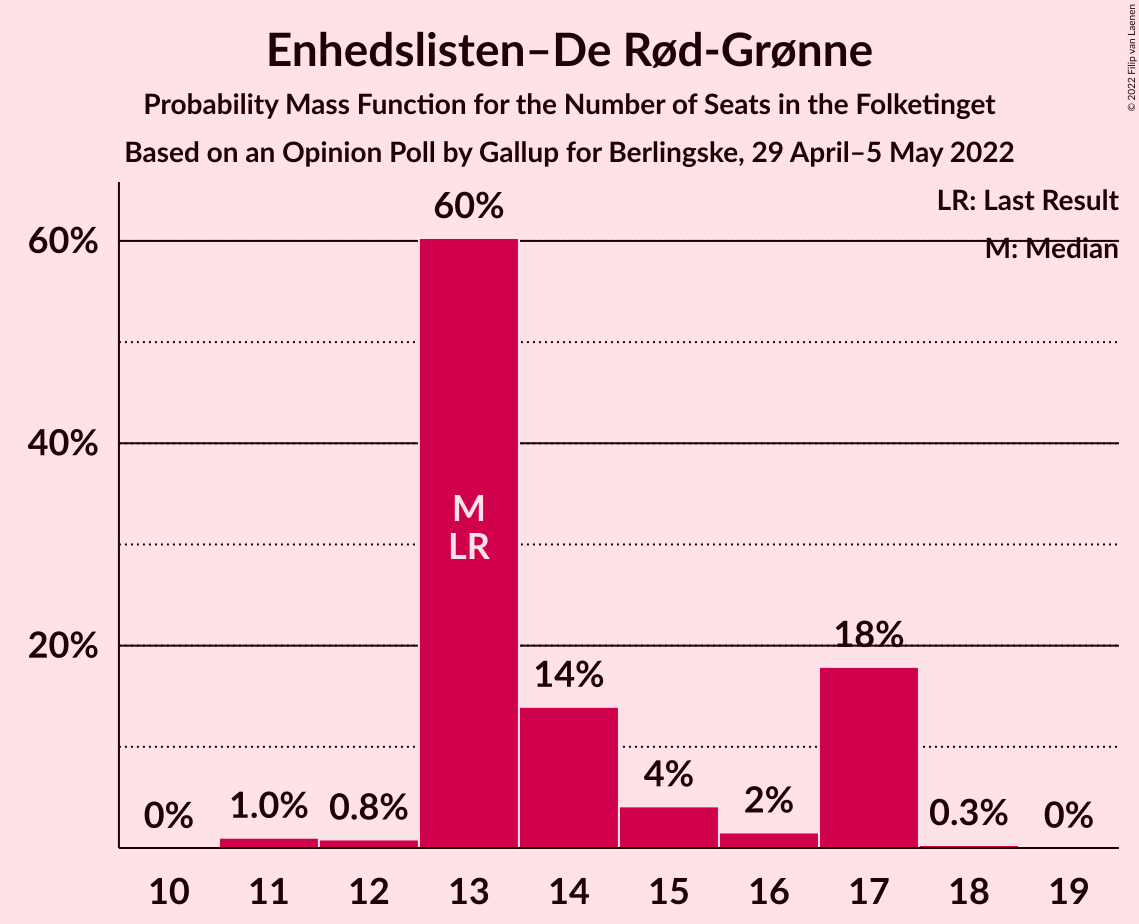 Enhedslisten–De Rød-Grønne
Probability Mass Function for the Number of Seats in the Folketinget
Based on an Opinion Poll by Gallup for Berlingske, 29 April–5 May 2022
© 2022 Filip van Laenen
LR: Last Result
M: Median
60%
40%
20%
0%
1.0%
0.8%
60%
M
LR
14%
4%
2%
18%
0.3%
0%
10 11 12 13 14 15 16 17 18 19